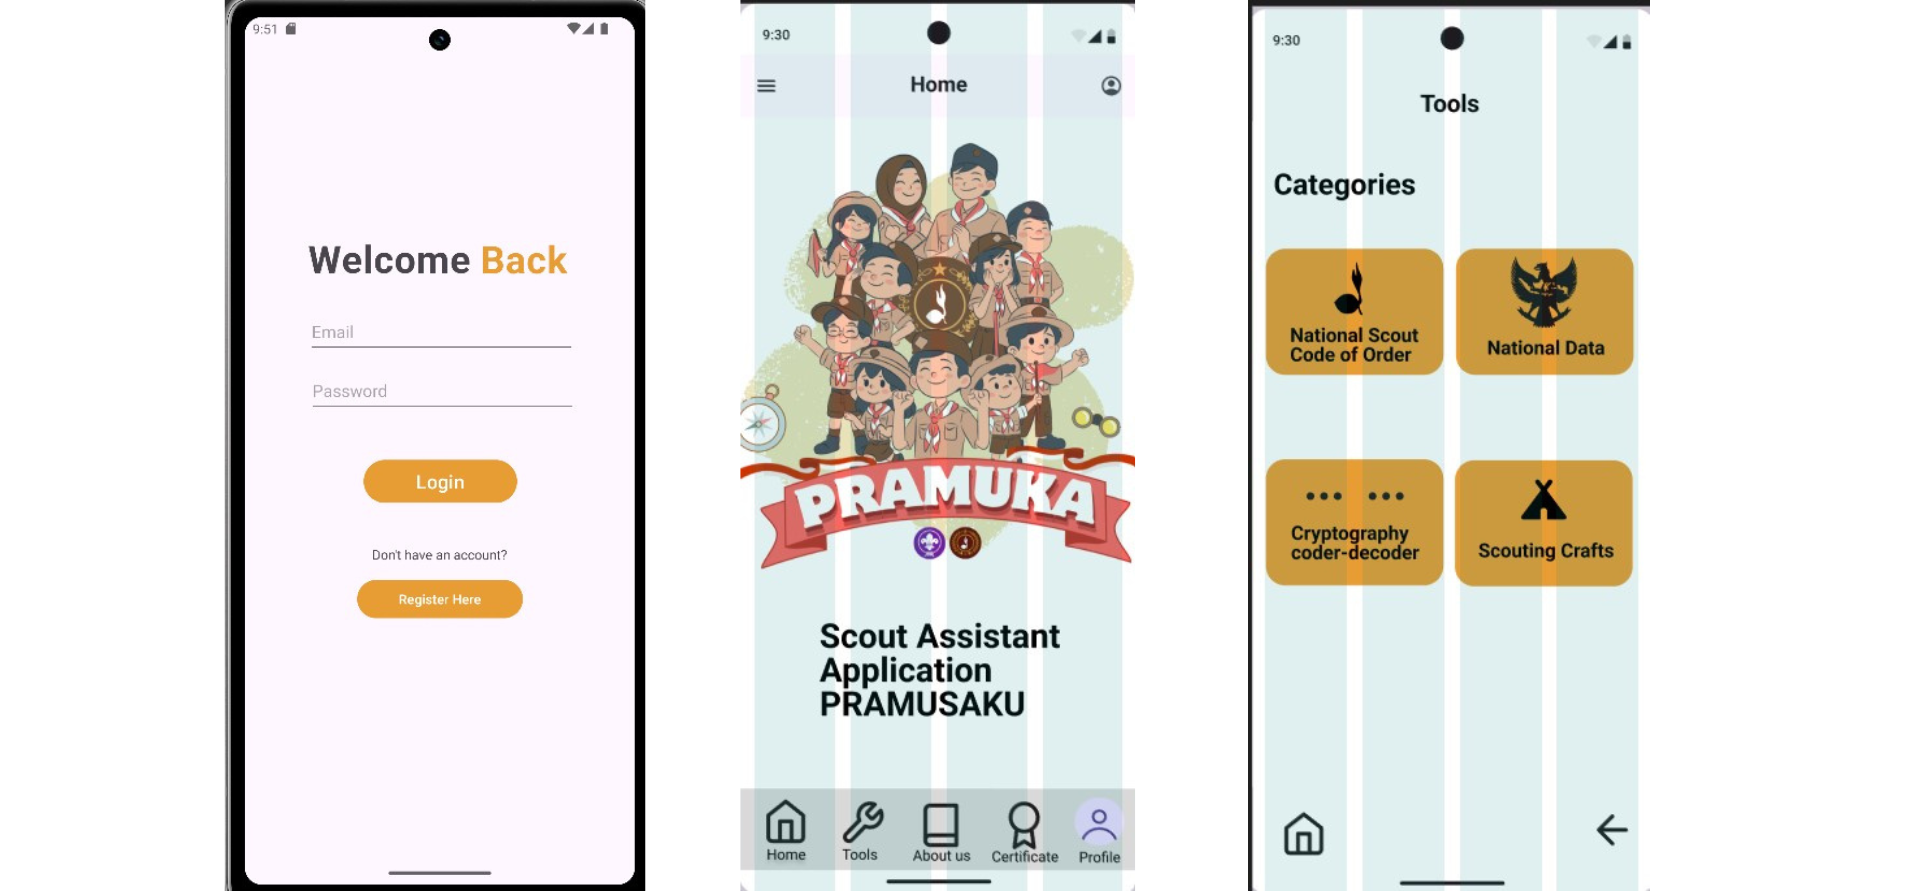 9:51
Welcome Back
Email
Password
Login
Don't have an account?
Register Here
9:30
Home
PRAMUKA
Scout Assistant
Application
PRAMUSAKU
Home
Tools
About us
Certificate
Profile
9:30
Tools
Categories
National Scout
Code of Order
National Data
Cryptography
coder-decoder
Scouting Crafts